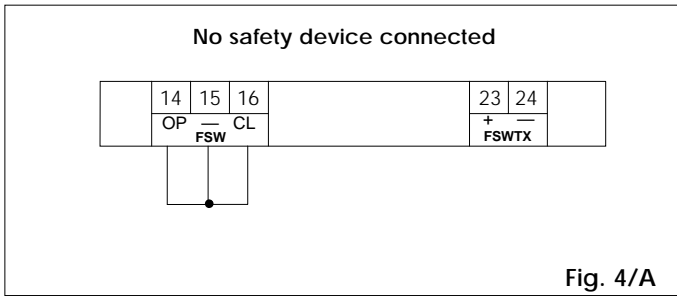 No safety device connected
14 15 16 23 24
OP — CL + —
FSW FSWTX
Fig. 4/A